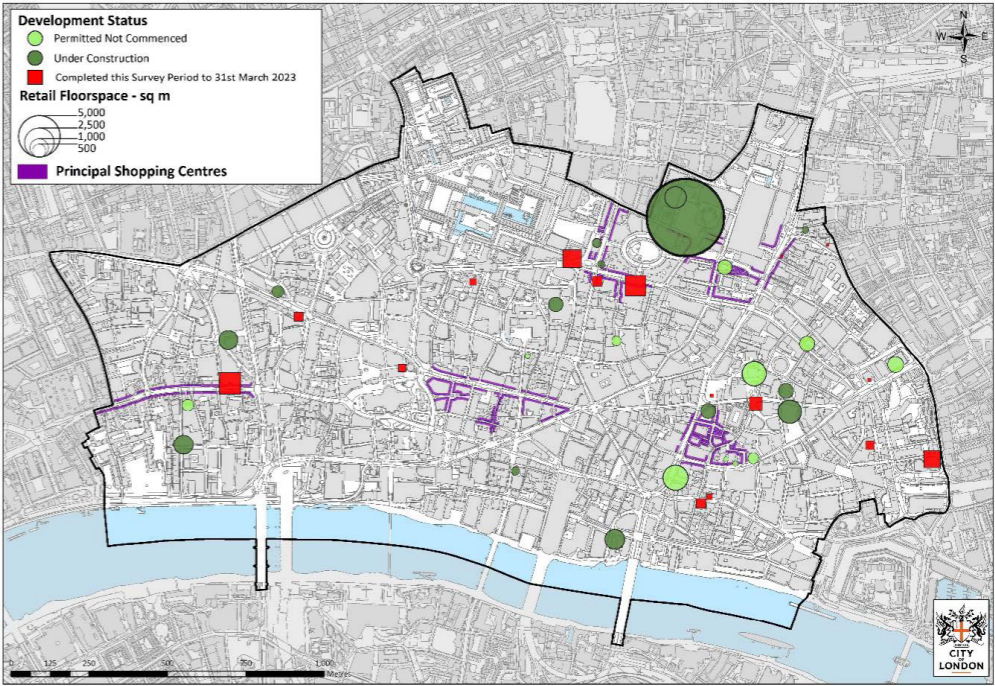 Development Status
Permitted Not Commenced
Under Construction
Completed this Survey Period to 31st March 2023
Retail Floorspace - sq m
5,000
2,500
1,000
500
Principal Shopping Centres
N
W E
S
0 125 250 500 750 1,000
Metres
CITY
OF
LONDON